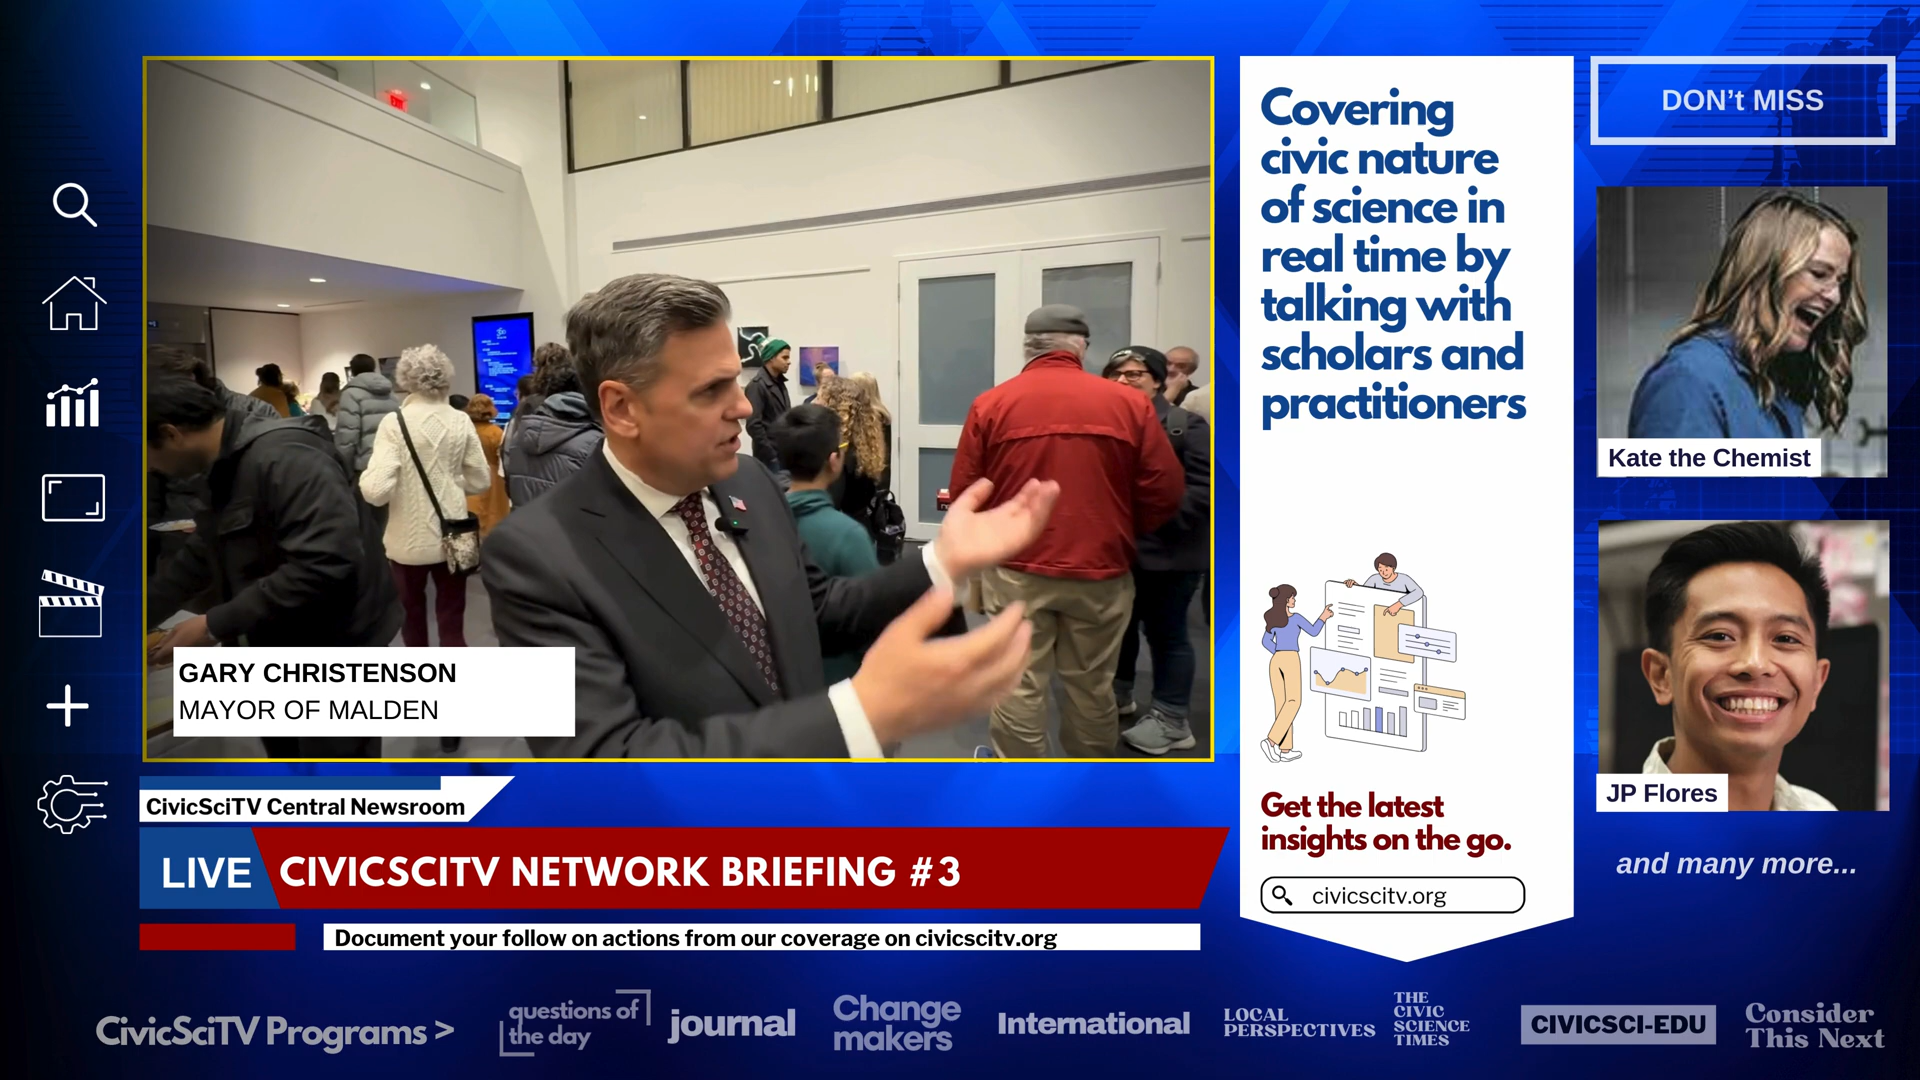 EXIT
GARY CHRISTENSON
MAYOR OF MALDEN
CivicSciTV Central Newsroom
LIVE
CIVICSCITV NETWORK BRIEFING #3
Document your follow on actions from our coverage on civicscitv.org
Covering
civic nature
of science in
real time by
talking with
scholars and
practitioners
Get the latest
insights on the go.
civicscitv.org
DON’t MISS
Kate the Chemist
JP Flores
and many more...
CivicSciTV Programs >
questions of
the day
journal
Change
makers
International
LOCAL
PERSPECTIVES
THE
CIVIC
SCIENCE
TIMES
CIVICSCI-EDU
Consider
This Next